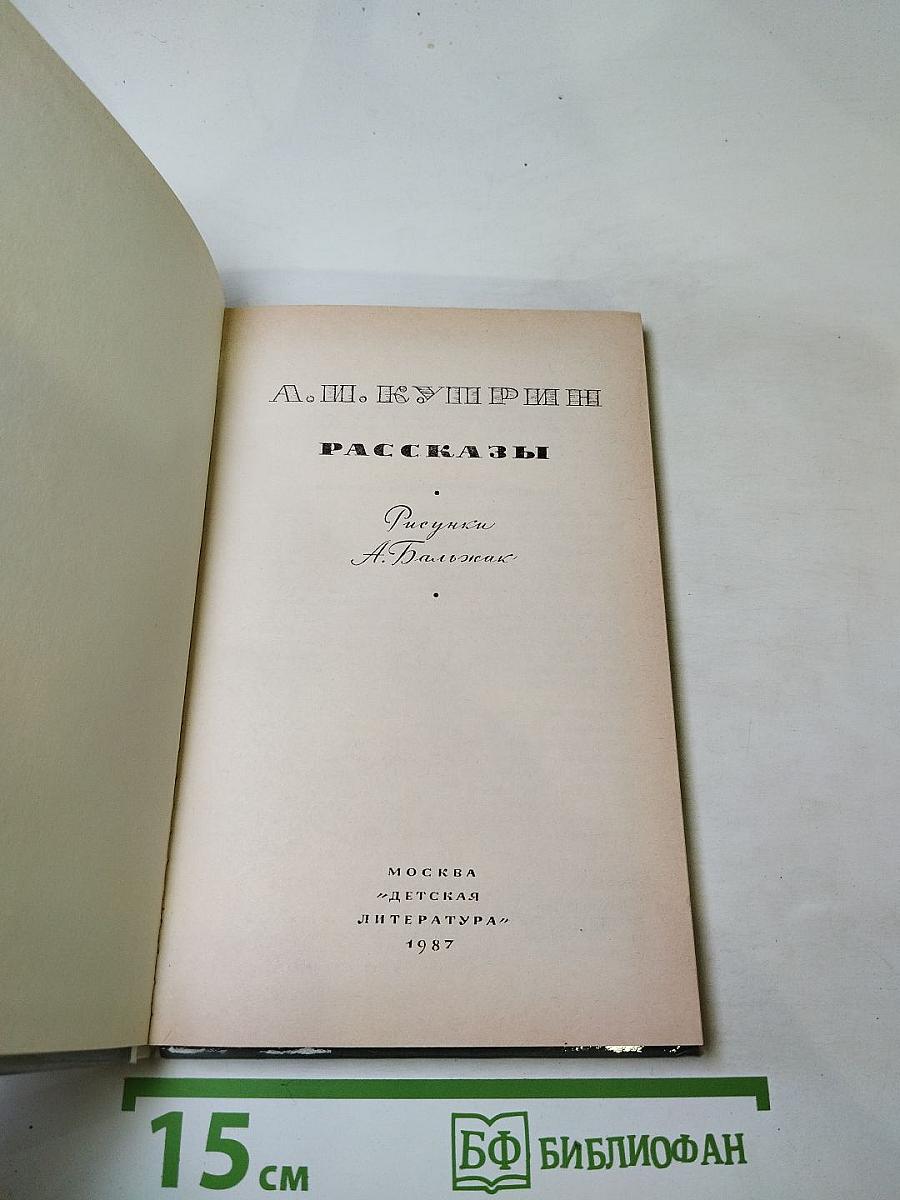 А.И.КУПРИН
РАССКАЗЫ
Рисунки
А.Бальжак
МОСКВА
"ДЕТСКАЯ
ЛИТЕРАТУРА"
1987
15 см
БФ БИБЛИОФАН